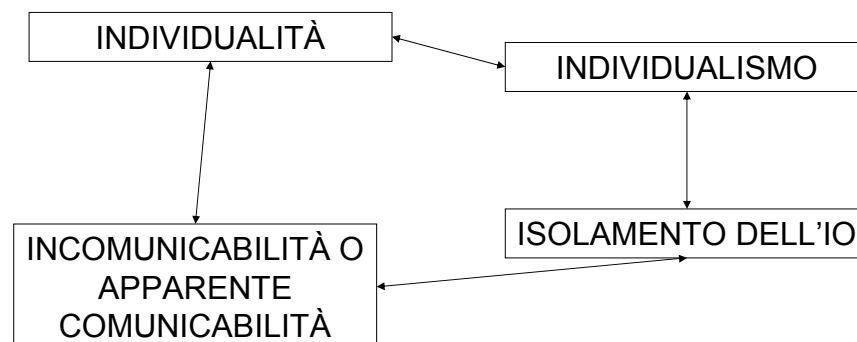 INDIVIDUALITÀ
INDIVIDUALISMO
ISOLAMENTO DELL’IO
INCOMUNICABILITÀ O
APPARENTE
COMUNICABILITÀ